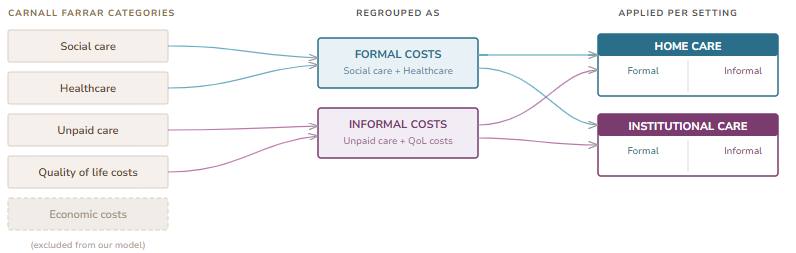 CARNALL FARRAR CATEGORIES
REGROUPED AS
APPLIED PER SETTING
Social care
Healthcare
Unpaid care
Quality of life costs
Economic costs
(excluded from our model)
FORMAL COSTS
Social care + Healthcare
INFORMAL COSTS
Unpaid care + QoL costs
HOME CARE
Formal
Informal
INSTITUTIONAL CARE
Formal
Informal